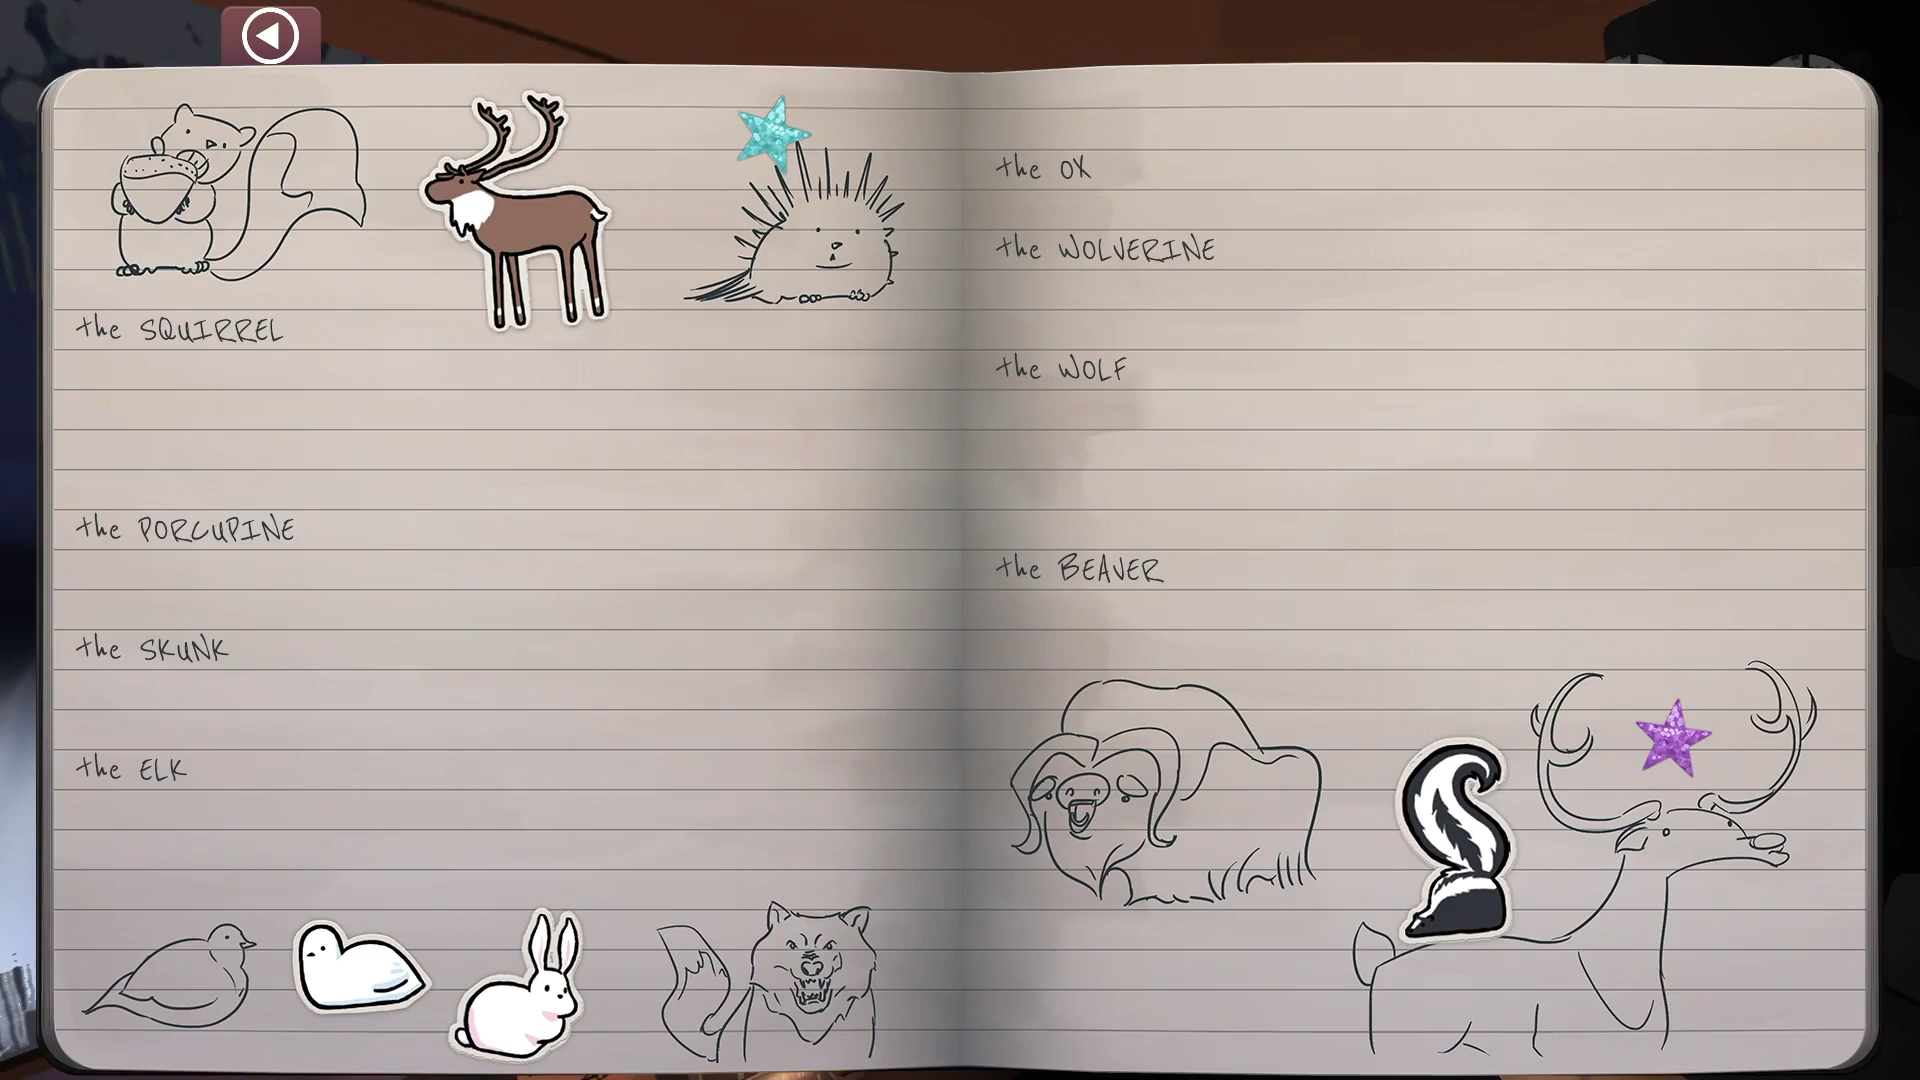 the SQUIRREL
the PORCUPINE
the SKUNK
the ELK
the OX
the WOLVERINE
the WOLF
the BEAVER